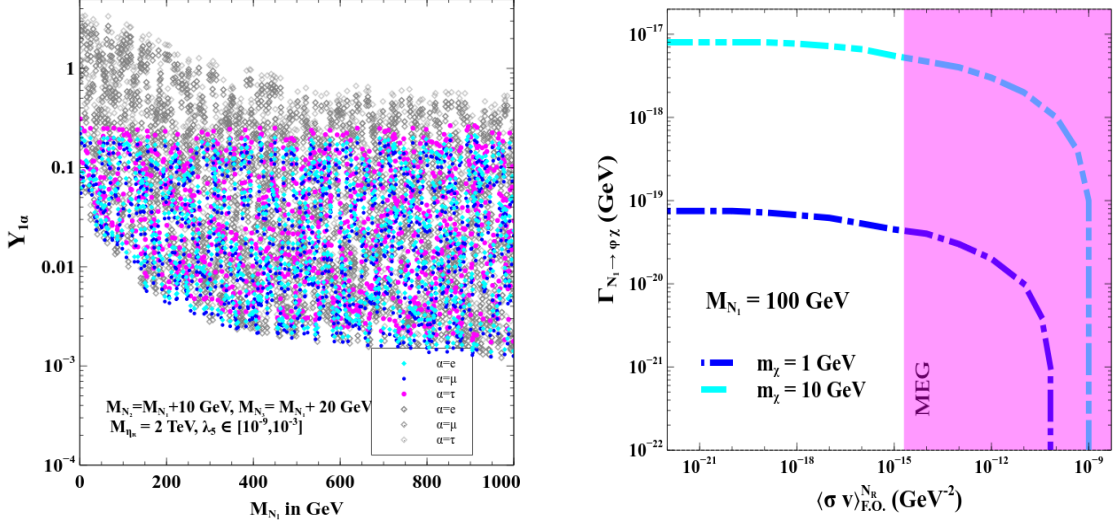 Y₁α
1
0.1
0.01
10⁻³
10⁻⁴
α=e
α=μ
α=τ
α=e
α=μ
α=τ
M_N₂=M_N₁+10 GeV, M_N₃= M_N₁+ 20 GeV
M_ηR = 2 TeV, λ₅ ∈ [10⁻⁹,10⁻³]
0 200 400 600 800 1000
M_N₁ in GeV
Γ_N₁→φχ (GeV)
10⁻¹⁷
10⁻¹⁸
10⁻¹⁹
10⁻²⁰
10⁻²¹
10⁻²²
M_N₁ = 100 GeV
m_χ = 1 GeV
m_χ = 10 GeV
MEG
10⁻²¹ 10⁻¹⁸ 10⁻¹⁵ 10⁻¹² 10⁻⁹
⟨σ v⟩^N_R_F.O. (GeV⁻²)